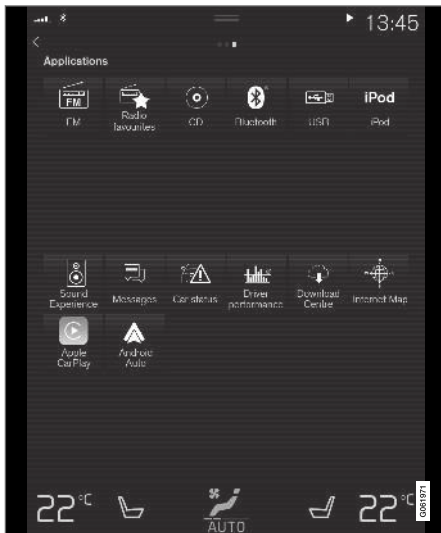 13:45
Applications
FM
iPod
FM
Radio
favourites
CD
Bluetooth
USB
iPod
Sound
Experience
Messages
Car status
Driver
performance
Download
Centre
Internet Map
Apple
CarPlay
Android
Auto
22°C
AUTO
22°C
G061971